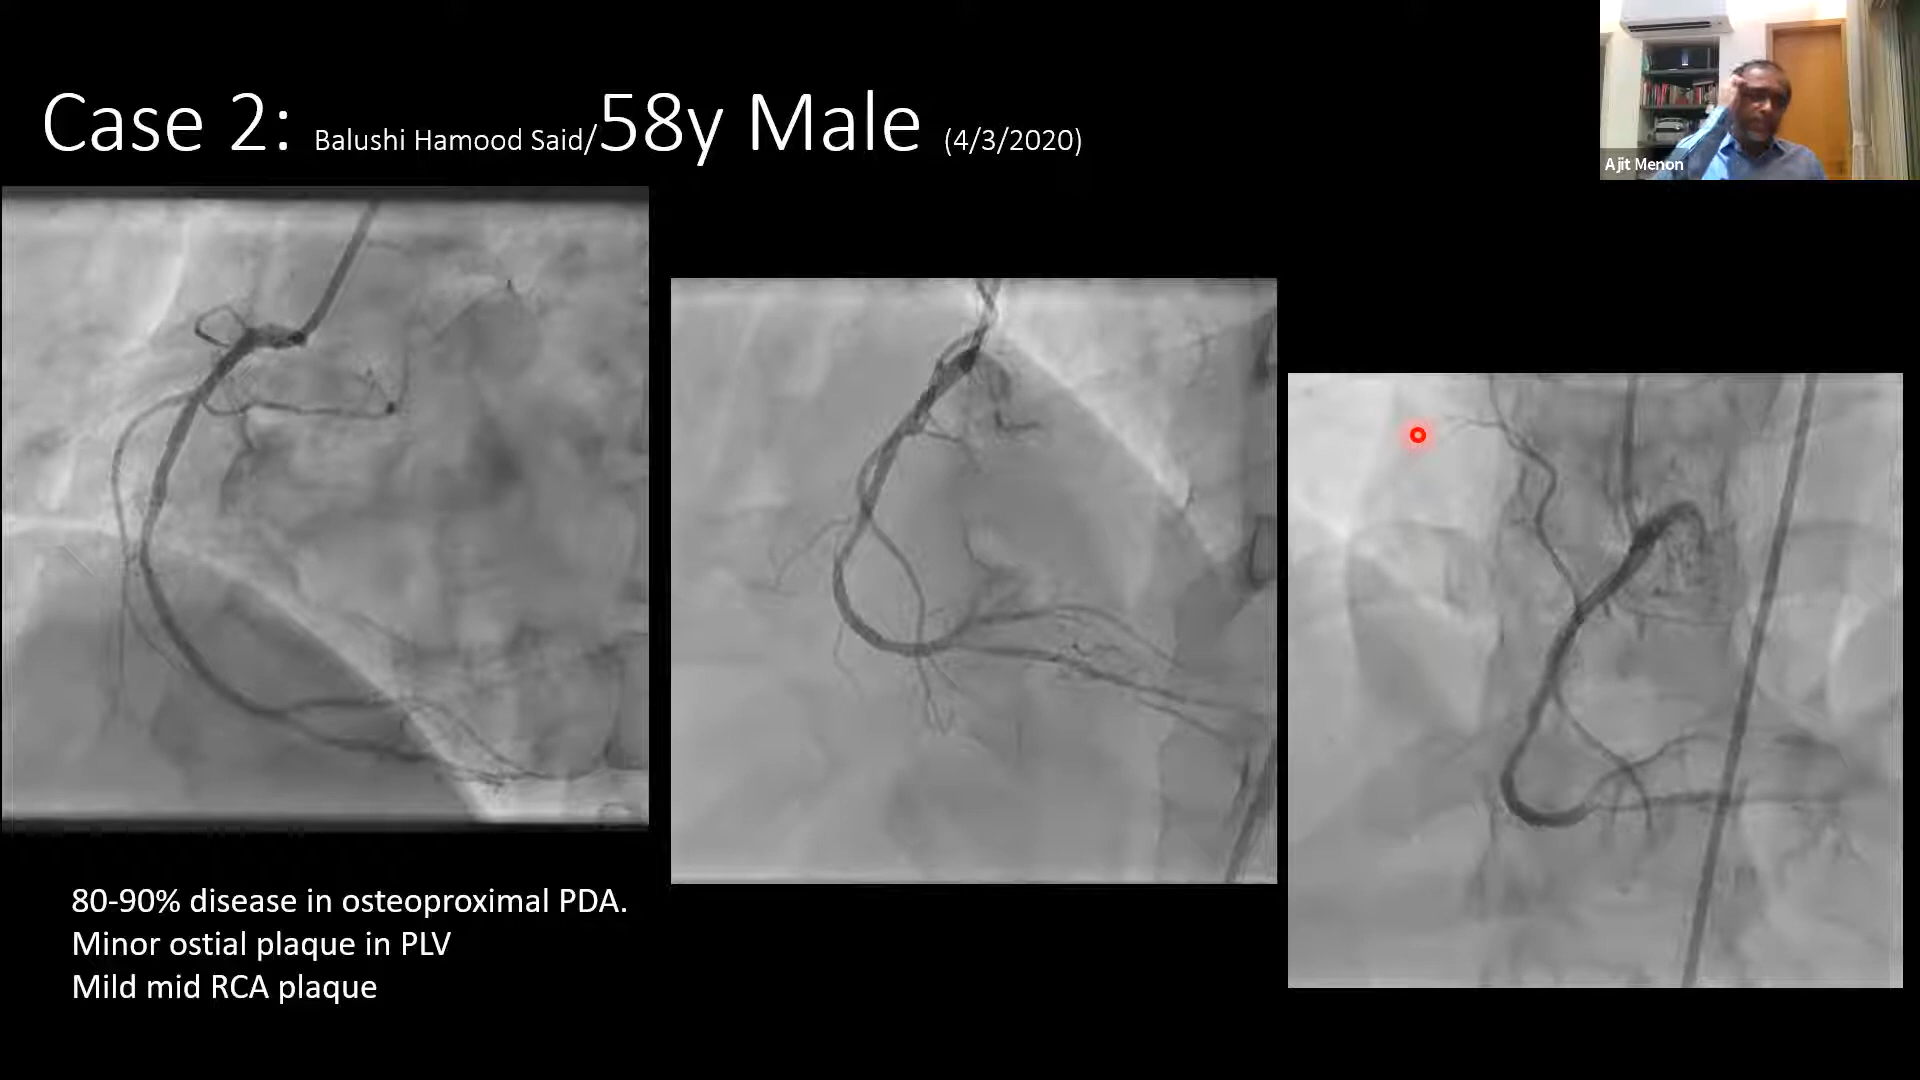 Case 2: Balushi Hamood Said/58y Male (4/3/2020)
Ajit Menon
80-90% disease in osteoproximal PDA.
Minor ostial plaque in PLV
Mild mid RCA plaque